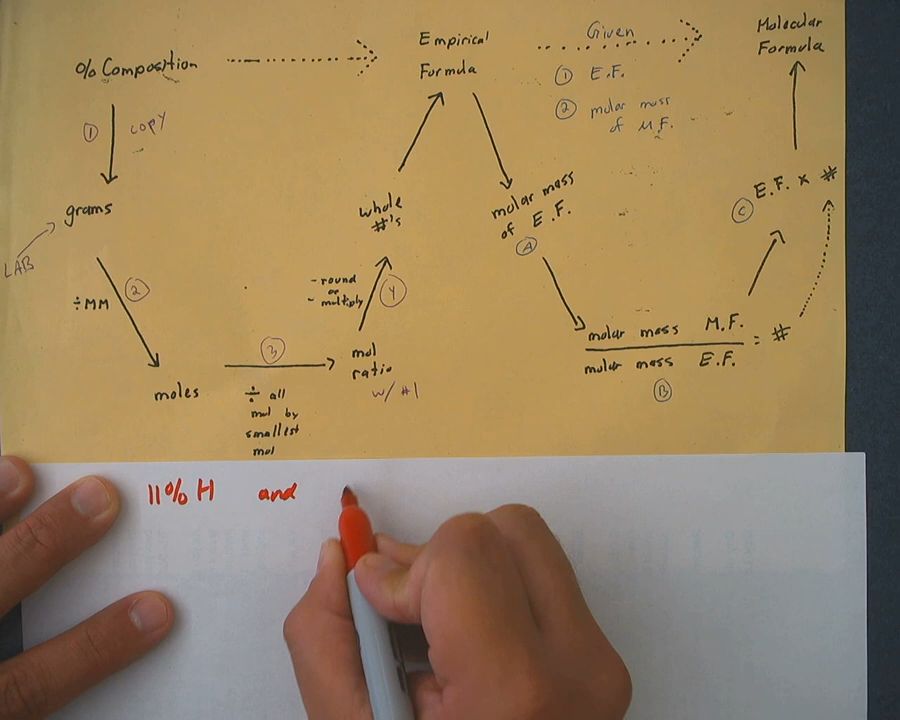 % Composition
Empirical
Formula
Given
① E.F.
② molar mass
of M.F.
Molecular
Formula
① COPY
grams
LAB
② ÷ MM
moles
③
÷ all
mol by
smallest
mol
mol
ratio
w/ #1
- round
or
- multiply
④
whole
#'s
molar mass
of E.F.
Ⓐ
molar mass M.F.
molar mass E.F.
= #
Ⓑ
Ⓒ E.F. x #
11% H and